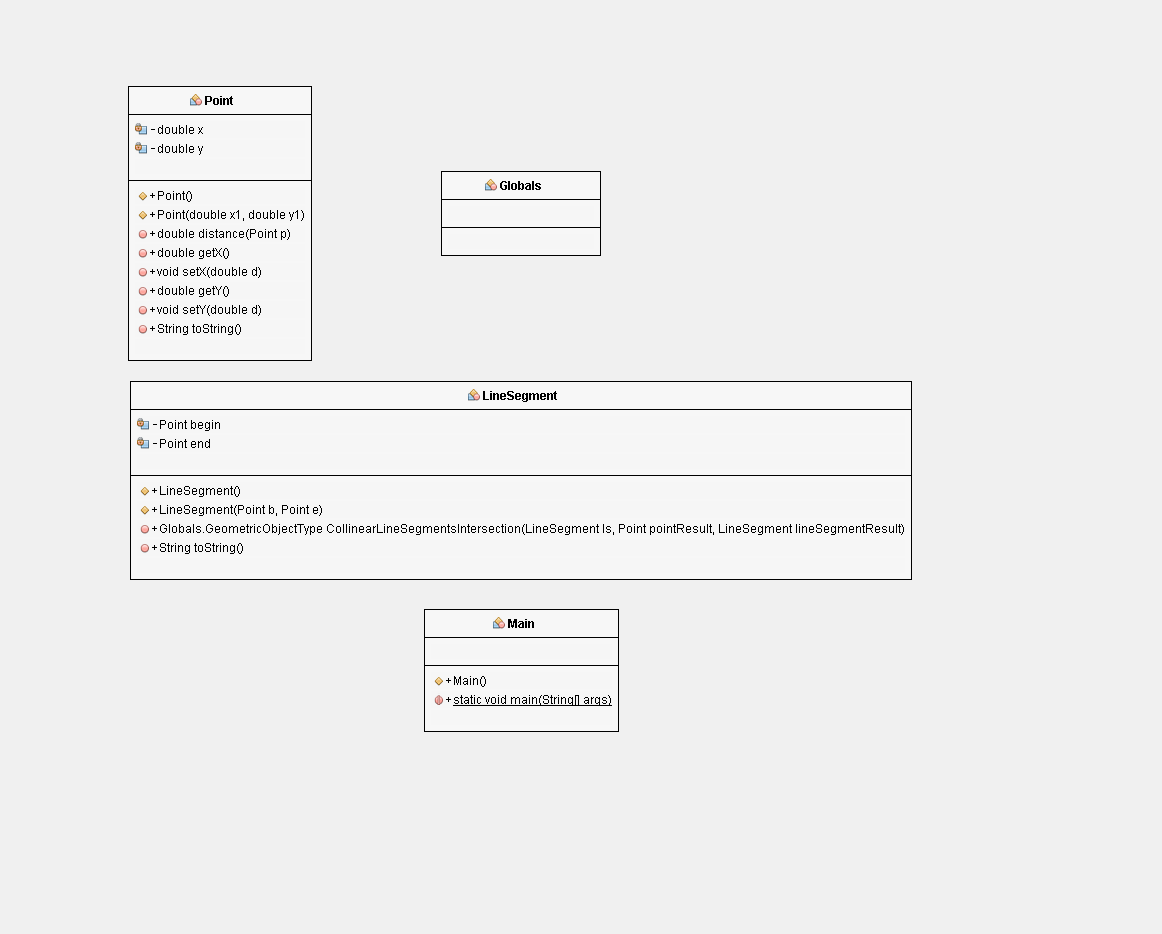 Point
- double x
- double y
+ Point()
+ Point(double x1, double y1)
+ double distance(Point p)
+ double getX()
+ void setX(double d)
+ double getY()
+ void setY(double d)
+ String toString()
Globals
LineSegment
- Point begin
- Point end
+ LineSegment()
+ LineSegment(Point b, Point e)
+ Globals.GeometricObjectType CollinearLineSegmentsIntersection(LineSegment ls, Point pointResult, LineSegment lineSegmentResult)
+ String toString()
Main
+ Main()
+ static void main(String[] args)